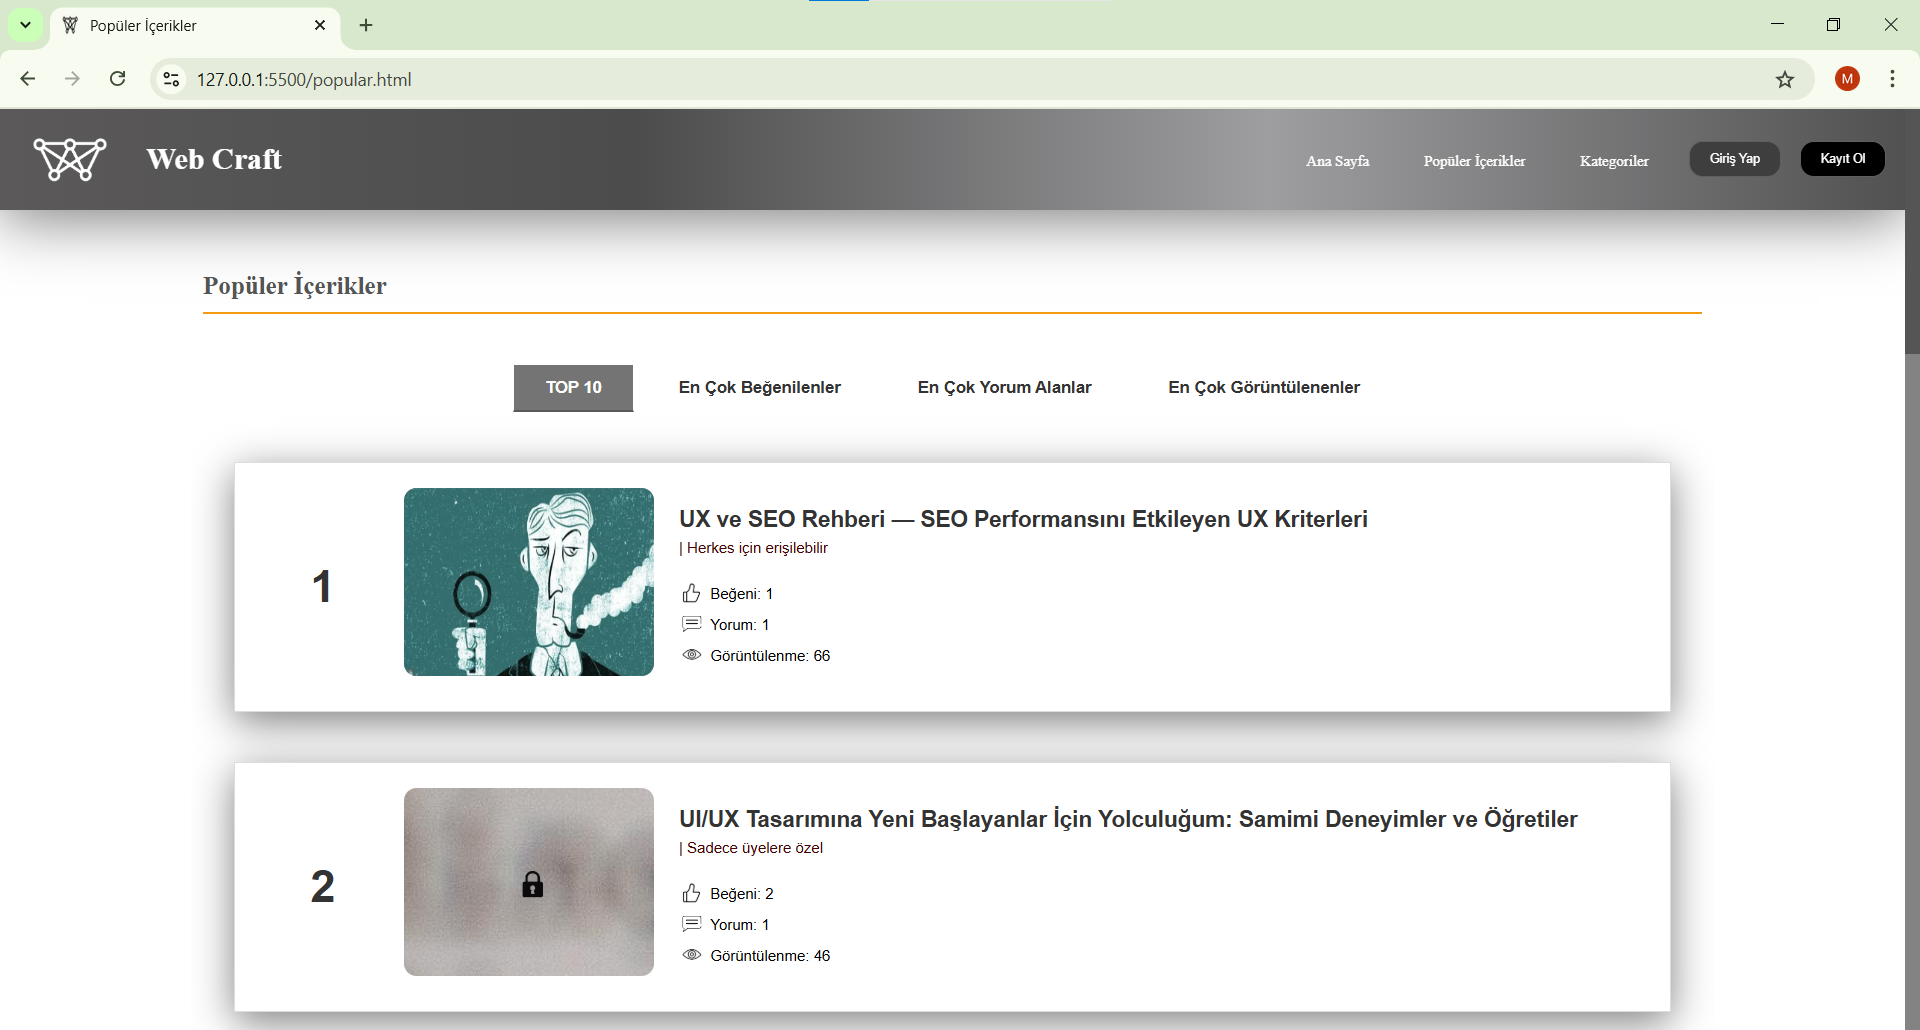 Popüler İçerikler
127.0.0.1:5500/popular.html
M
Web Craft
Ana Sayfa
Popüler İçerikler
Kategoriler
Giriş Yap
Kayıt Ol
Popüler İçerikler
TOP 10
En Çok Beğenilenler
En Çok Yorum Alanlar
En Çok Görüntülenenler
1
UX ve SEO Rehberi — SEO Performansını Etkileyen UX Kriterleri
| Herkes için erişilebilir
Beğeni: 1
Yorum: 1
Görüntülenme: 66
2
UI/UX Tasarımına Yeni Başlayanlar İçin Yolculuğum: Samimi Deneyimler ve Öğretiler
| Sadece üyelere özel
Beğeni: 2
Yorum: 1
Görüntülenme: 46